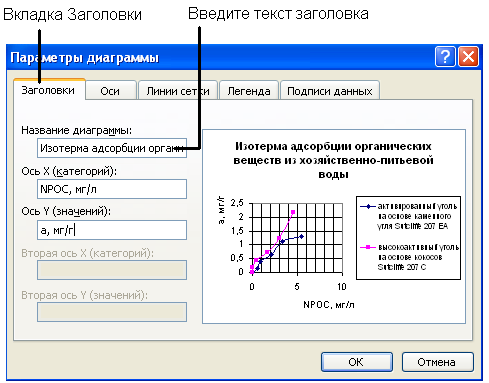 Вкладка Заголовки
Введите текст заголовка
Параметры диаграммы
Заголовки
Оси
Линии сетки
Легенда
Подписи данных
Название диаграммы:
Изотерма адсорбции органи
Ось X (категорий):
NPOC, мг/л
Ось Y (значений):
а, мг/г
Вторая ось X (категорий):
Вторая ось Y (значений):
Изотерма адсорбции органических
веществ из хозяйственно-питьевой
воды
а, мг/г
2,5
2
1,5
1
0,5
0
0
5
10
NPOC, мг/л
активированный уголь
на основе каменного
угля Sutcliffe 207 EA
высокоактивный уголь
на основе кокосов
Sutcliffe 207 C
OK
Отмена